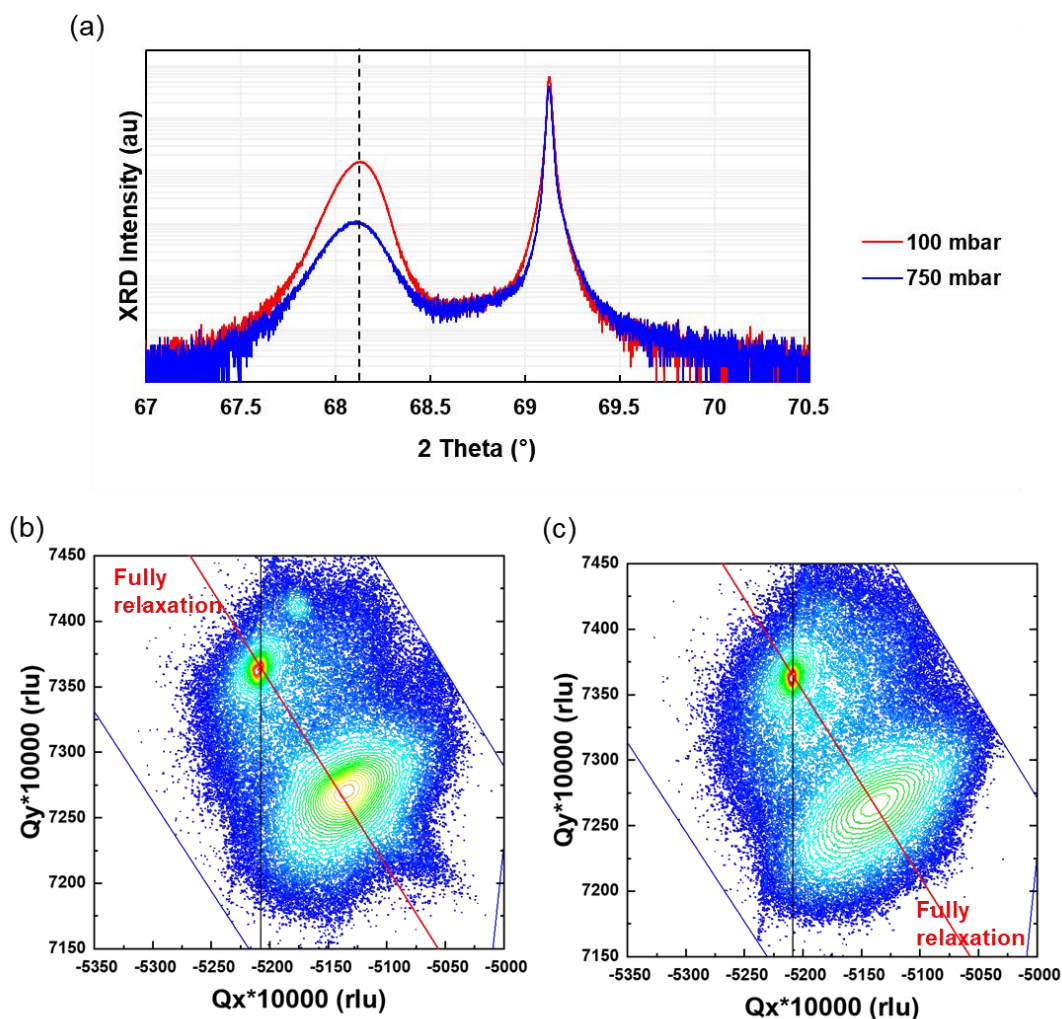 (a)
XRD Intensity (au)
67 67.5 68 68.5 69 69.5 70 70.5
2 Theta (°)
100 mbar
750 mbar
(b)
7450
7400
7350
7300
7250
7200
7150
Qy*10000 (rlu)
Fully
relaxation
-5350 -5300 -5250 -5200 -5150 -5100 -5050 -5000
Qx*10000 (rlu)
(c)
7450
7400
7350
7300
7250
7200
7150
Qy*10000 (rlu)
Fully
relaxation
-5350 -5300 -5250 -5200 -5150 -5100 -5050 -5000
Qx*10000 (rlu)